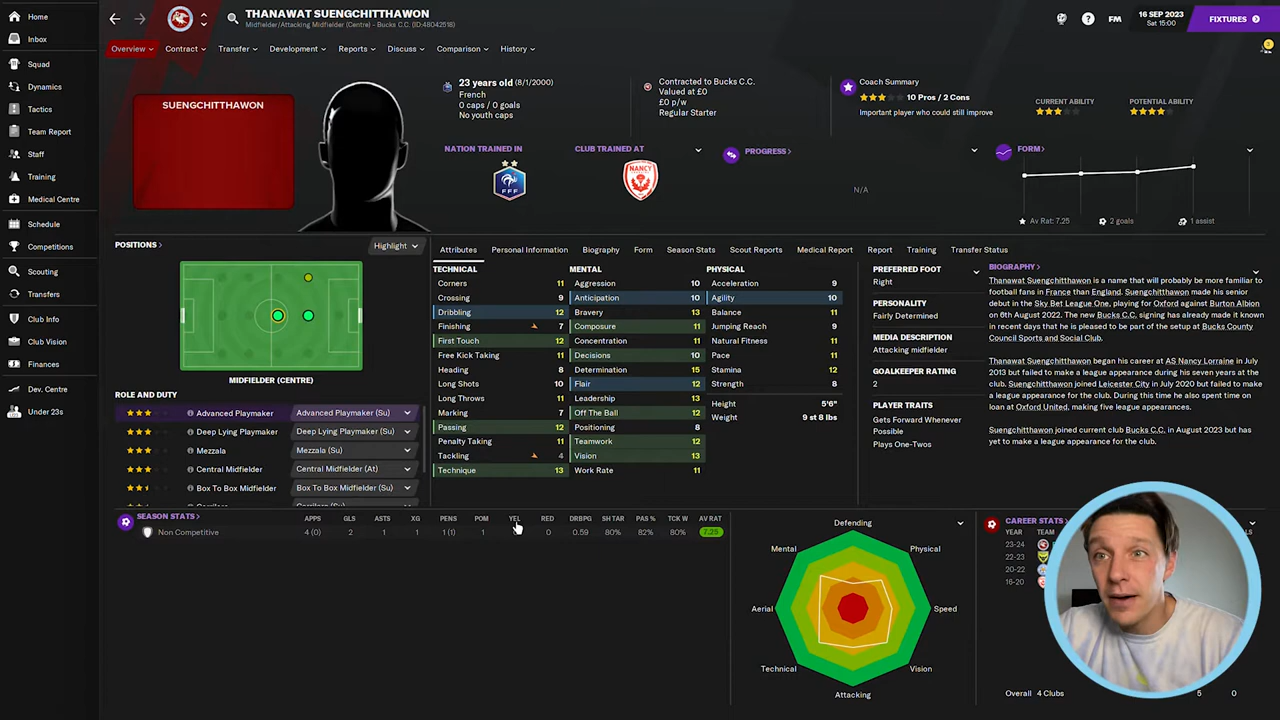 Home
Inbox
Squad
Dynamics
Tactics
Team Report
Staff
Training
Medical Centre
Schedule
Competitions
Scouting
Transfers
Club Info
Club Vision
Finances
Dev. Centre
Under 23s
THANAWAT SUENGCHITTHAWON
Midfielder/Attacking Midfielder (Centre) - Bucks C.C. (ID:48042518)
FM
16 SEP 2023
Sat 15:00
FIXTURES
Overview
Contract
Transfer
Development
Reports
Discuss
Comparison
History
SUENGCHITTHAWON
23 years old (8/1/2000)
French
0 caps / 0 goals
No youth caps
Contracted to Bucks C.C.
Valued at £0
£0 p/w
Regular Starter
Coach Summary
10 Pros / 2 Cons
Important player who could still improve
CURRENT ABILITY
POTENTIAL ABILITY
NATION TRAINED IN
FFF
CLUB TRAINED AT
NANCY
PROGRESS
N/A
FORM
Av Rat: 7.25
2 goals
1 assist
POSITIONS
Highlight
MIDFIELDER (CENTRE)
ROLE AND DUTY
Advanced Playmaker Advanced Playmaker (Su)
Deep Lying Playmaker Deep Lying Playmaker (Su)
Mezzala Mezzala (Su)
Central Midfielder Central Midfielder (At)
Box To Box Midfielder Box To Box Midfielder (Su)
Attributes
Personal Information
Biography
Form
Season Stats
Scout Reports
Medical Report
Report
Training
Transfer Status
TECHNICAL
Corners 11
Crossing 9
Dribbling 12
Finishing 7
First Touch 12
Free Kick Taking 11
Heading 8
Long Shots 10
Long Throws 11
Marking 7
Passing 12
Penalty Taking 11
Tackling 4
Technique 13
MENTAL
Aggression 10
Anticipation 10
Bravery 13
Composure 11
Concentration 11
Decisions 10
Determination 15
Flair 12
Leadership 13
Off The Ball 12
Positioning 8
Teamwork 12
Vision 13
Work Rate 11
PHYSICAL
Acceleration 9
Agility 10
Balance 11
Jumping Reach 9
Natural Fitness 11
Pace 11
Stamina 12
Strength 8
Height 5'6"
Weight 9 st 8 lbs
PREFERRED FOOT
Right
PERSONALITY
Fairly Determined
MEDIA DESCRIPTION
Attacking midfielder
GOALKEEPER RATING
2
PLAYER TRAITS
Gets Forward Whenever
Possible
Plays One-Twos
BIOGRAPHY
Thanawat Suengchitthawon is a name that will probably be more familiar to
football fans in France than England. Suengchitthawon made his senior
debut in the Sky Bet League One, playing for Oxford against Burton Albion
on 6th August 2022. The new Bucks C.C. signing has already made it known
in recent days that he is pleased to be part of the setup at Bucks County
Council Sports and Social Club.
Thanawat Suengchitthawon began his career at AS Nancy Lorraine in July
2013 but failed to make a league appearance during his seven years at the
club. Suengchitthawon joined Leicester City in July 2020 but failed to
make a league appearance. During this time he also spent time on
loan at Oxford United, making five league appearances.
Suengchitthawon joined current club Bucks C.C. in August 2023 but has
yet to make a league appearance for the club.
SEASON STATS
APPS GLS ASTS XG PENS POM YEL RED DRBPG SH TAR PAS % TCK W AV RAT
Non Competitive 4 (0) 2 1 1 1 (1) 1 0 0.59 80% 82% 80% 7.25
Defending
Physical
Speed
Vision
Attacking
Technical
Aerial
Mental
CAREER STATS
YEAR TEAM
23-24
22-23
20-22
16-20
Overall 4 Clubs 5 0